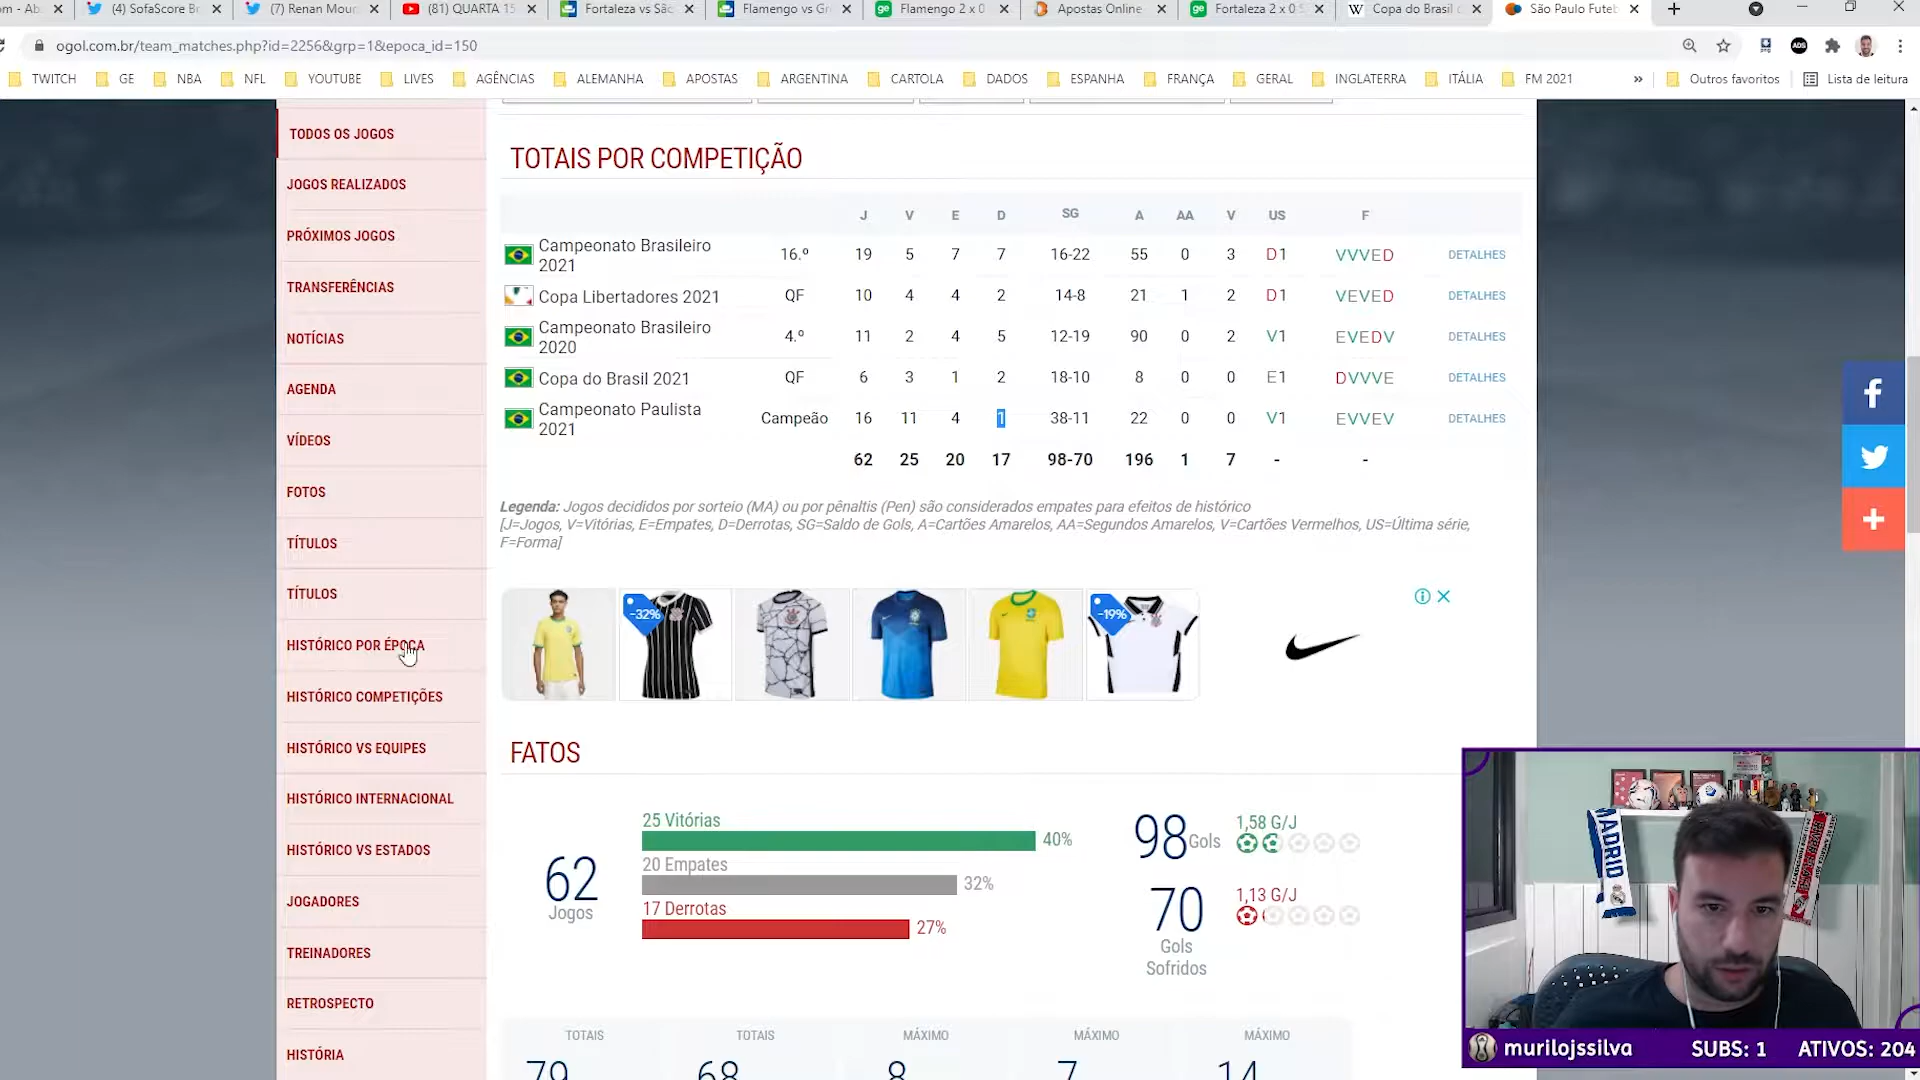 om - Ab
(4) SofaScore Br
(7) Renan Mour
(81) QUARTA 15
Fortaleza vs São
Flamengo vs Gr
Flamengo 2 x 0
Apostas Online
Fortaleza 2 x 0 S
Copa do Brasil d
São Paulo Futeb
ogol.com.br/team_matches.php?id=2256&grp=1&epoca_id=150
TWITCH
GE
NBA
NFL
YOUTUBE
LIVES
AGÊNCIAS
ALEMANHA
APOSTAS
ARGENTINA
CARTOLA
DADOS
ESPANHA
FRANÇA
GERAL
INGLATERRA
ITÁLIA
FM 2021
»
Outros favoritos
Lista de leitura
TODOS OS JOGOS
JOGOS REALIZADOS
PRÓXIMOS JOGOS
TRANSFERÊNCIAS
NOTÍCIAS
AGENDA
VÍDEOS
FOTOS
TÍTULOS
TÍTULOS
HISTÓRICO POR ÉPOCA
HISTÓRICO COMPETIÇÕES
HISTÓRICO VS EQUIPES
HISTÓRICO INTERNACIONAL
HISTÓRICO VS ESTADOS
JOGADORES
TREINADORES
RETROSPECTO
HISTÓRIA
TOTAIS POR COMPETIÇÃO
J V E D SG A AA V US F
Campeonato Brasileiro 
2021 16.º 19 5 7 7 16-22 55 0 3 D1 VVVED DETALHES
Copa Libertadores 2021 QF 10 4 4 2 14-8 21 1 2 D1 VEVED DETALHES
Campeonato Brasileiro
2020 4.º 11 2 4 5 12-19 90 0 2 V1 EVEDV DETALHES
Copa do Brasil 2021 QF 6 3 1 2 18-10 8 0 0 E1 DVVVE DETALHES
Campeonato Paulista
2021 Campeão 16 11 4 1 38-11 22 0 0 V1 EVVEV DETALHES
62 25 20 17 98-70 196 1 7 - -
Legenda: Jogos decididos por sorteio (MA) ou por pênaltis (Pen) são considerados empates para efeitos de histórico
[J=Jogos, V=Vitórias, E=Empates, D=Derrotas, SG=Saldo de Gols, A=Cartões Amarelos, AA=Segundos Amarelos, V=Cartões Vermelhos, US=Última série,
F=Forma]
-32%
-19%
FATOS
62
Jogos
25 Vitórias
40%
20 Empates
32%
17 Derrotas
27%
98 Gols
1,58 G/J
70
Gols
Sofridos
1,13 G/J
TOTAIS TOTAIS MÁXIMO MÁXIMO MÁXIMO
79 68 8 7 14
MADRID
murilojssilva SUBS: 1 ATIVOS: 204